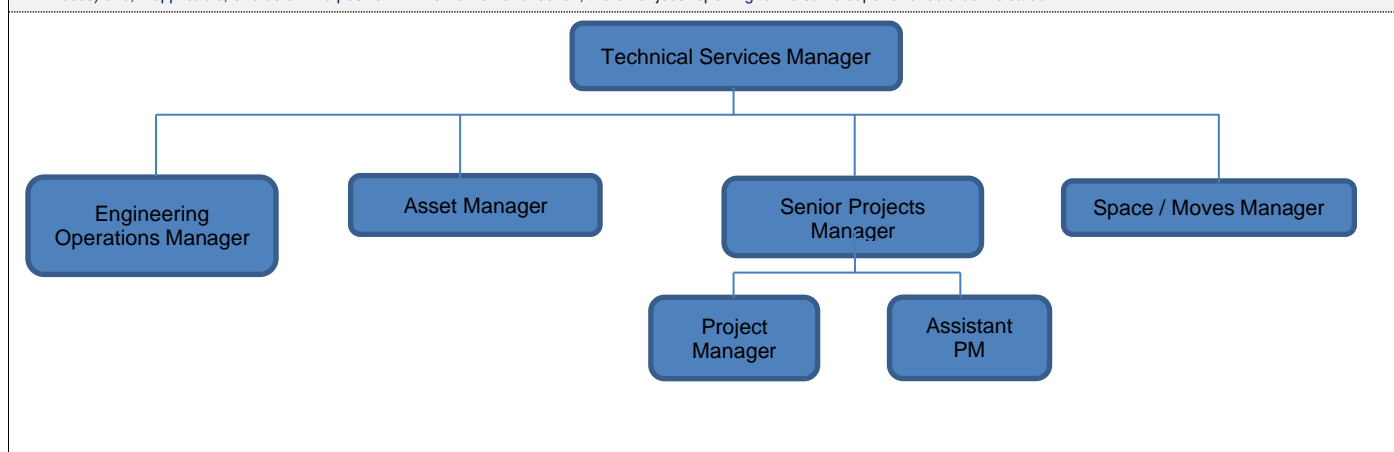 Technical Services Manager
Engineering
Operations Manager
Asset Manager
Senior Projects
Manager
Space / Moves Manager
Project
Manager
Assistant
PM